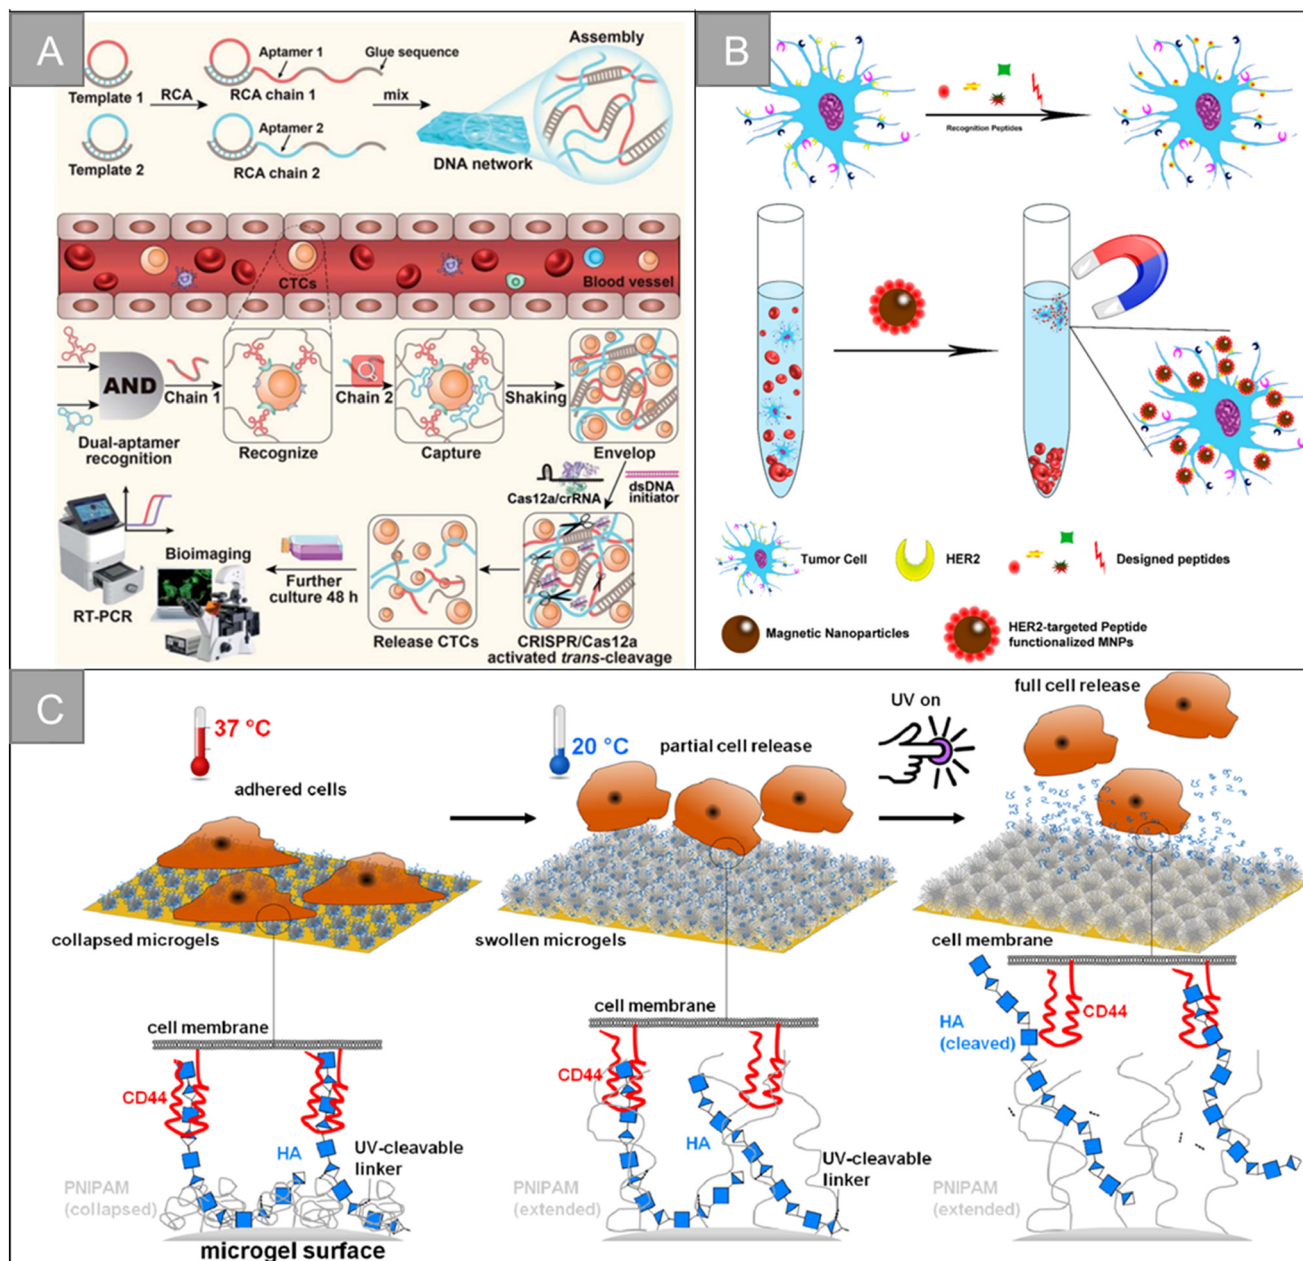 A
Assembly
Aptamer 1
Glue sequence
Template 1
RCA
RCA chain 1
mix
Aptamer 2
Template 2
RCA chain 2
DNA network
CTCs
Blood vessel
AND
Chain 1
Chain 2
Shaking
Dual-aptamer
recognition
Recognize
Capture
Envelop
Cas12a/crRNA
dsDNA
initiator
Bioimaging
Further
culture 48 h
RT-PCR
Release CTCs
CRISPR/Cas12a
activated trans-cleavage
B
Recognition Peptides
Tumor Cell
HER2
Designed peptides
Magnetic Nanoparticles
HER2-targeted Peptide
functionalized MNPs
C
37 °C
adhered cells
20 °C
partial cell release
UV on
full cell release
collapsed microgels
swollen microgels
cell membrane
cell membrane
cell membrane
CD44
HA
UV-cleavable
linker
PNIPAM
(collapsed)
microgel surface
CD44
HA
UV-cleavable
linker
PNIPAM
(extended)
HA
(cleaved)
CD44
PNIPAM
(extended)